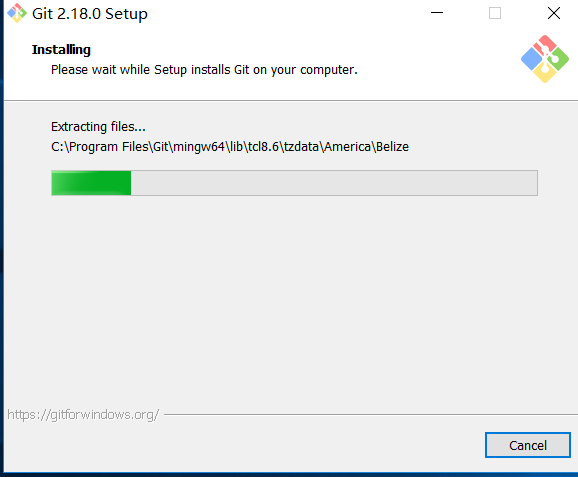 Git 2.18.0 Setup
Installing
Please wait while Setup installs Git on your computer.
Extracting files...
C:\Program Files\Git\mingw64\lib\tcl8.6\tzdata\America\Belize
https://gitforwindows.org/
Cancel